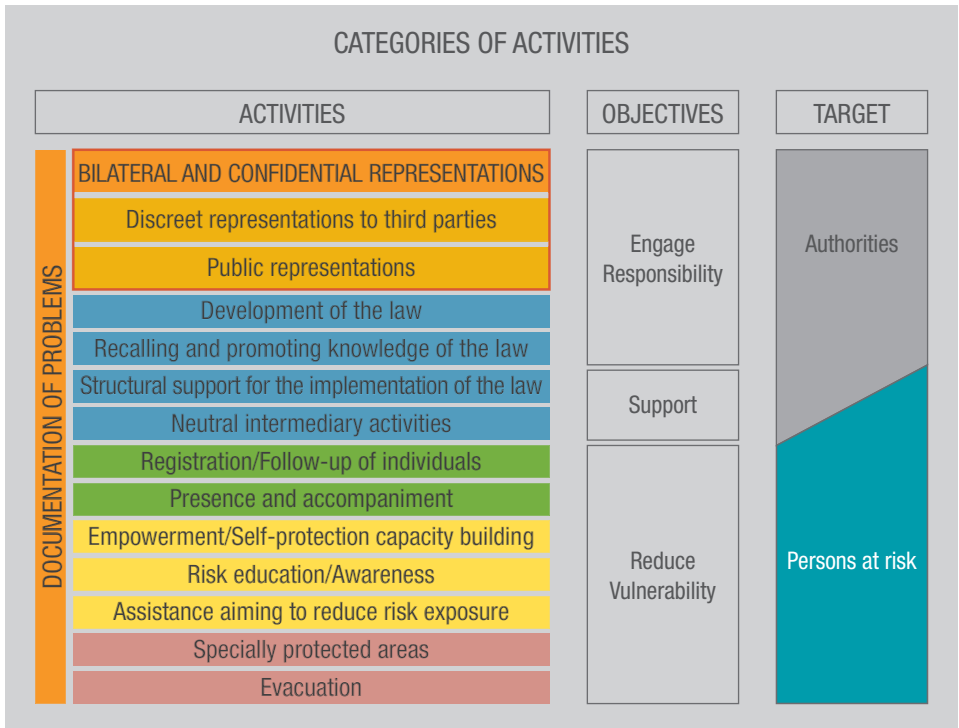 CATEGORIES OF ACTIVITIES
ACTIVITIES
OBJECTIVES
TARGET
DOCUMENTATION OF PROBLEMS
BILATERAL AND CONFIDENTIAL REPRESENTATIONS
Discreet representations to third parties
Public representations
Development of the law
Recalling and promoting knowledge of the law
Structural support for the implementation of the law
Neutral intermediary activities
Registration/Follow-up of individuals
Presence and accompaniment
Empowerment/Self-protection capacity building
Risk education/Awareness
Assistance aiming to reduce risk exposure
Specially protected areas
Evacuation
Engage
Responsibility
Support
Reduce
Vulnerability
Authorities
Persons at risk